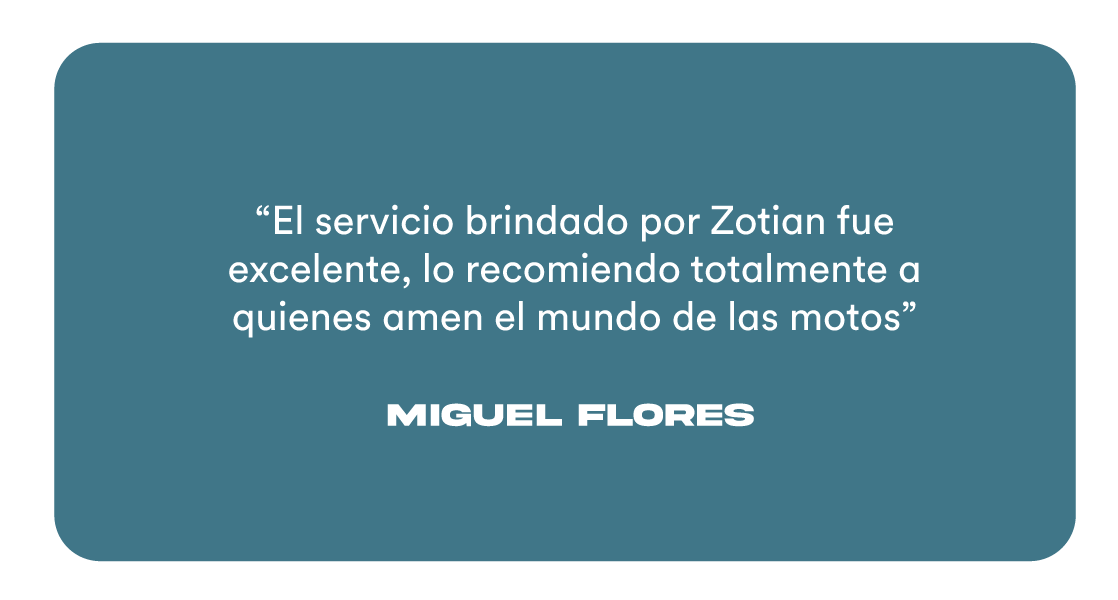 “El servicio brindado por Zotian fue
excelente, lo recomiendo totalmente a
quienes amen el mundo de las motos”
MIGUEL FLORES